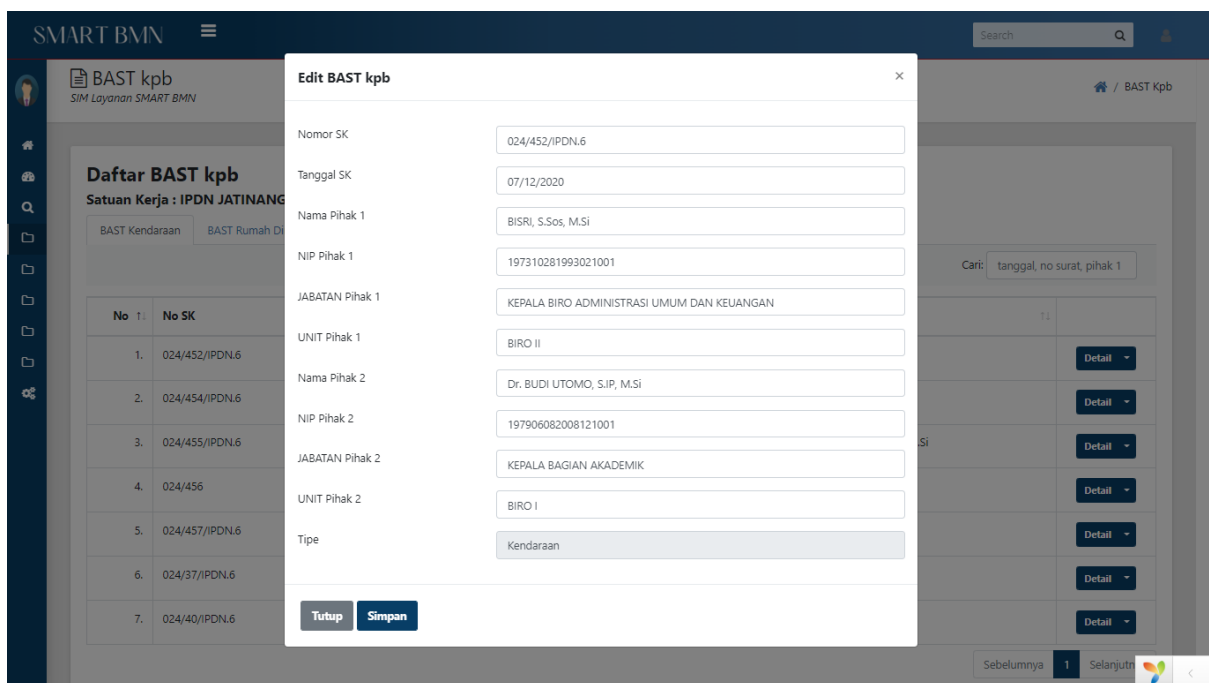 SMART BMN
Search
BAST kpb
SIM Layanan SMART BMN
/ BAST Kpb
Edit BAST kpb
×
Nomor SK
024/452/IPDN.6
Tanggal SK
07/12/2020
Nama Pihak 1
BISRI, S.Sos, M.Si
NIP Pihak 1
197310281993021001
JABATAN Pihak 1
KEPALA BIRO ADMINISTRASI UMUM DAN KEUANGAN
UNIT Pihak 1
BIRO II
Nama Pihak 2
Dr. BUDI UTOMO, S.IP, M.Si
NIP Pihak 2
197906082008121001
JABATAN Pihak 2
KEPALA BAGIAN AKADEMIK
UNIT Pihak 2
BIRO I
Tipe
Kendaraan
Tutup Simpan
Daftar BAST kpb
Satuan Kerja : IPDN JATINANG
BAST Kendaraan BAST Rumah Di
Cari: tanggal, no surat, pihak 1
No No SK
1. 024/452/IPDN.6 Detail
2. 024/454/IPDN.6 Detail
3. 024/455/IPDN.6 .Si Detail
4. 024/456 Detail
5. 024/457/IPDN.6 Detail
6. 024/37/IPDN.6 Detail
7. 024/40/IPDN.6 Detail
Sebelumnya 1 Selanjutn